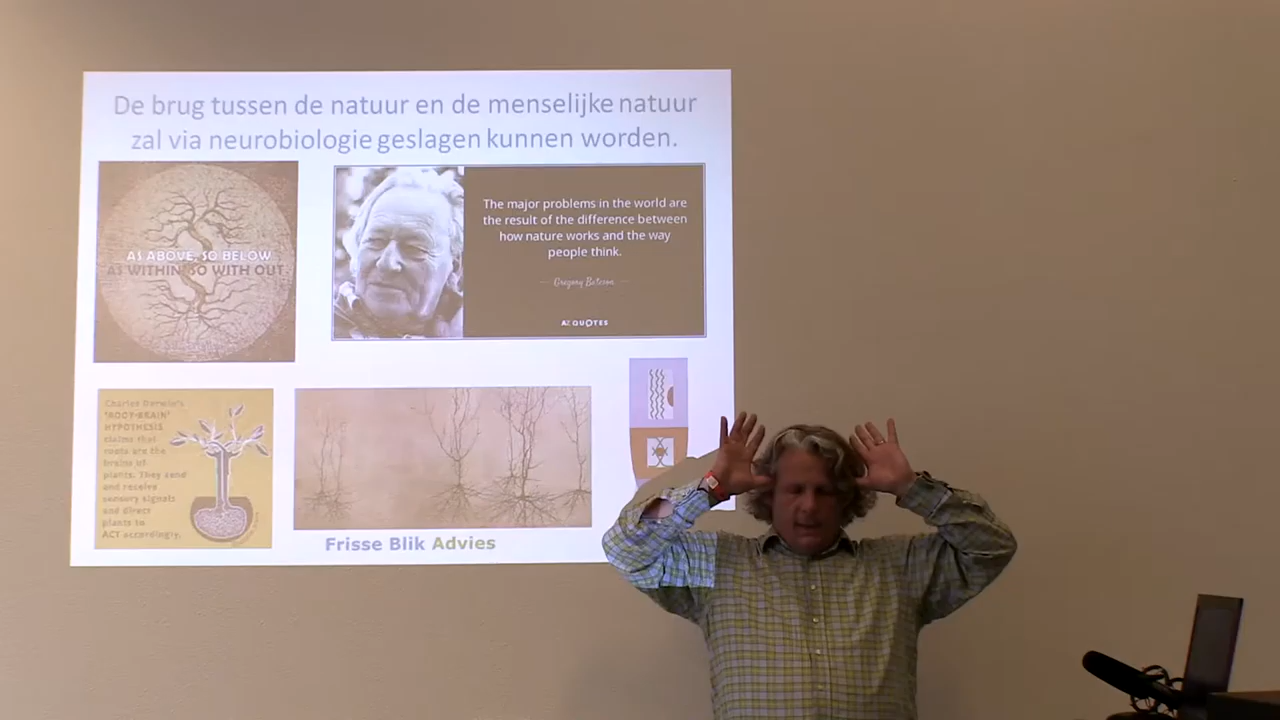 De brug tussen de natuur en de menselijke natuur
zal via neurobiologie geslagen kunnen worden.
AS ABOVE, SO BELOW
AS WITHIN, SO WITH OUT.
The major problems in the world are
the result of the difference between
how nature works and the way
people think.
Gregory Bateson
AZ QUOTES
Charles Darwin's
'ROOT-BRAIN'
HYPOTHESIS
claims that
roots are the
brains of
plants. They send
and receive
sensory signals
and direct
plants to
ACT accordingly.
Frisse Blik Advies